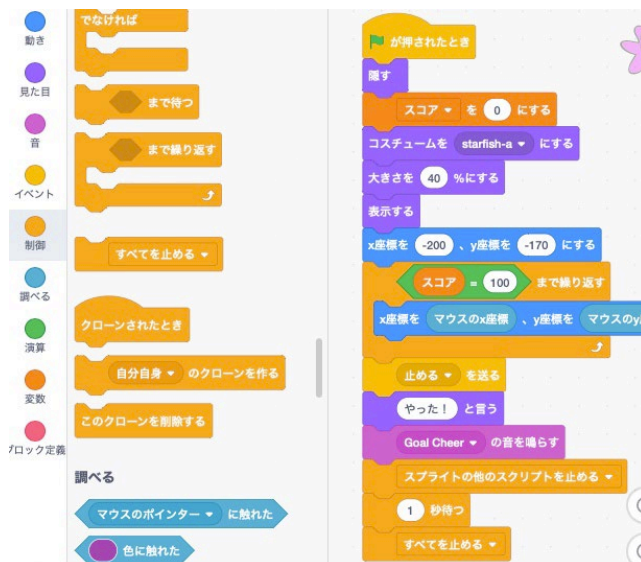 動き
見た目
音
イベント
制御
調べる
演算
変数
ブロック定義
でなければ
まで待つ
まで繰り返す
すべてを止める
クローンされたとき
自分自身 のクローンを作る
このクローンを削除する
調べる
マウスのポインター に触れた
色に触れた
が押されたとき
隠す
スコア を 0 にする
コスチュームを starfish-a にする
大きさを 40 %にする
表示する
x座標を -200 、y座標を -170 にする
スコア = 100 まで繰り返す
x座標を マウスのx座標 、y座標を マウスのy
止める を送る
やった！ と言う
Goal Cheer の音を鳴らす
スプライトの他のスクリプトを止める
1 秒待つ
すべてを止める